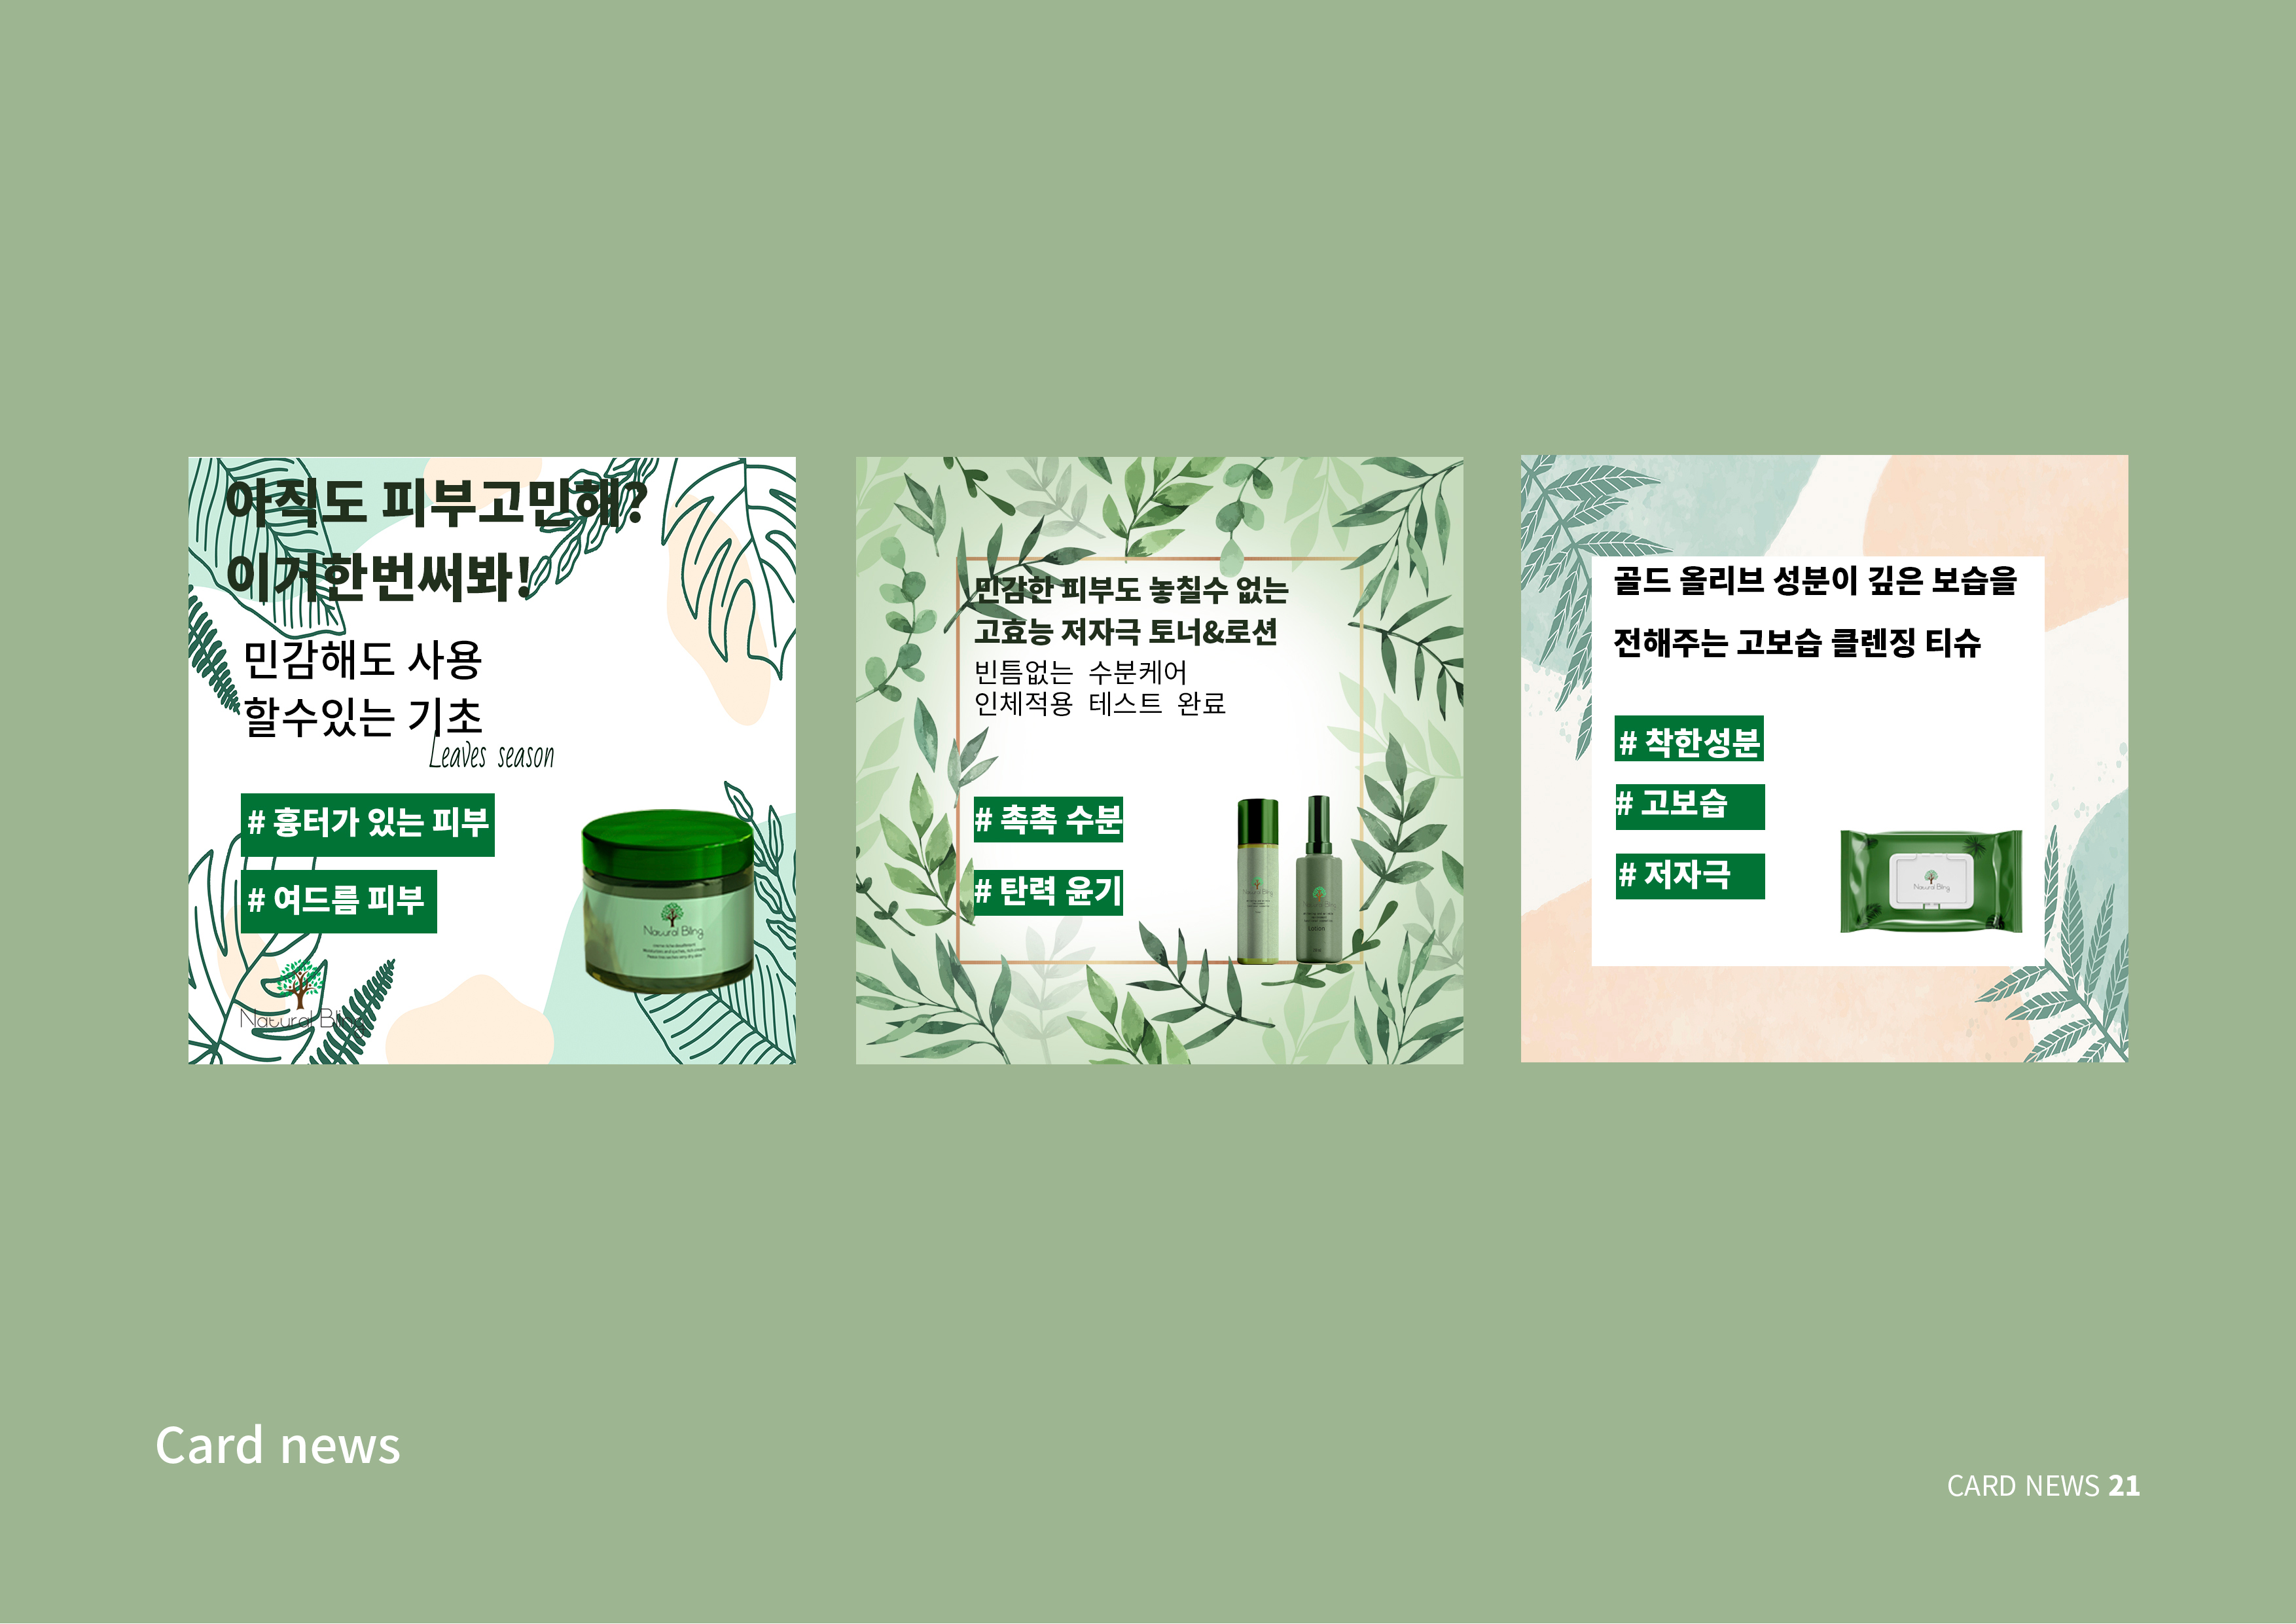 아직도 피부고민해?
이거한번써봐!
민감해도 사용
할수있는 기초
Leaves season
# 흉터가 있는 피부
# 여드름 피부
Natural Bling
Natural Bling
민감한 피부도 놓칠수 없는
고효능 저자극 토너&로션
빈틈없는 수분케어
인체적용 테스트 완료
# 촉촉 수분
# 탄력 윤기
Natural Bling
Natural Bling
LOTION
골드 올리브 성분이 깊은 보습을
전해주는 고보습 클렌징 티슈
# 착한성분
# 고보습
# 저자극
Natural Bling
Card news
CARD NEWS 21